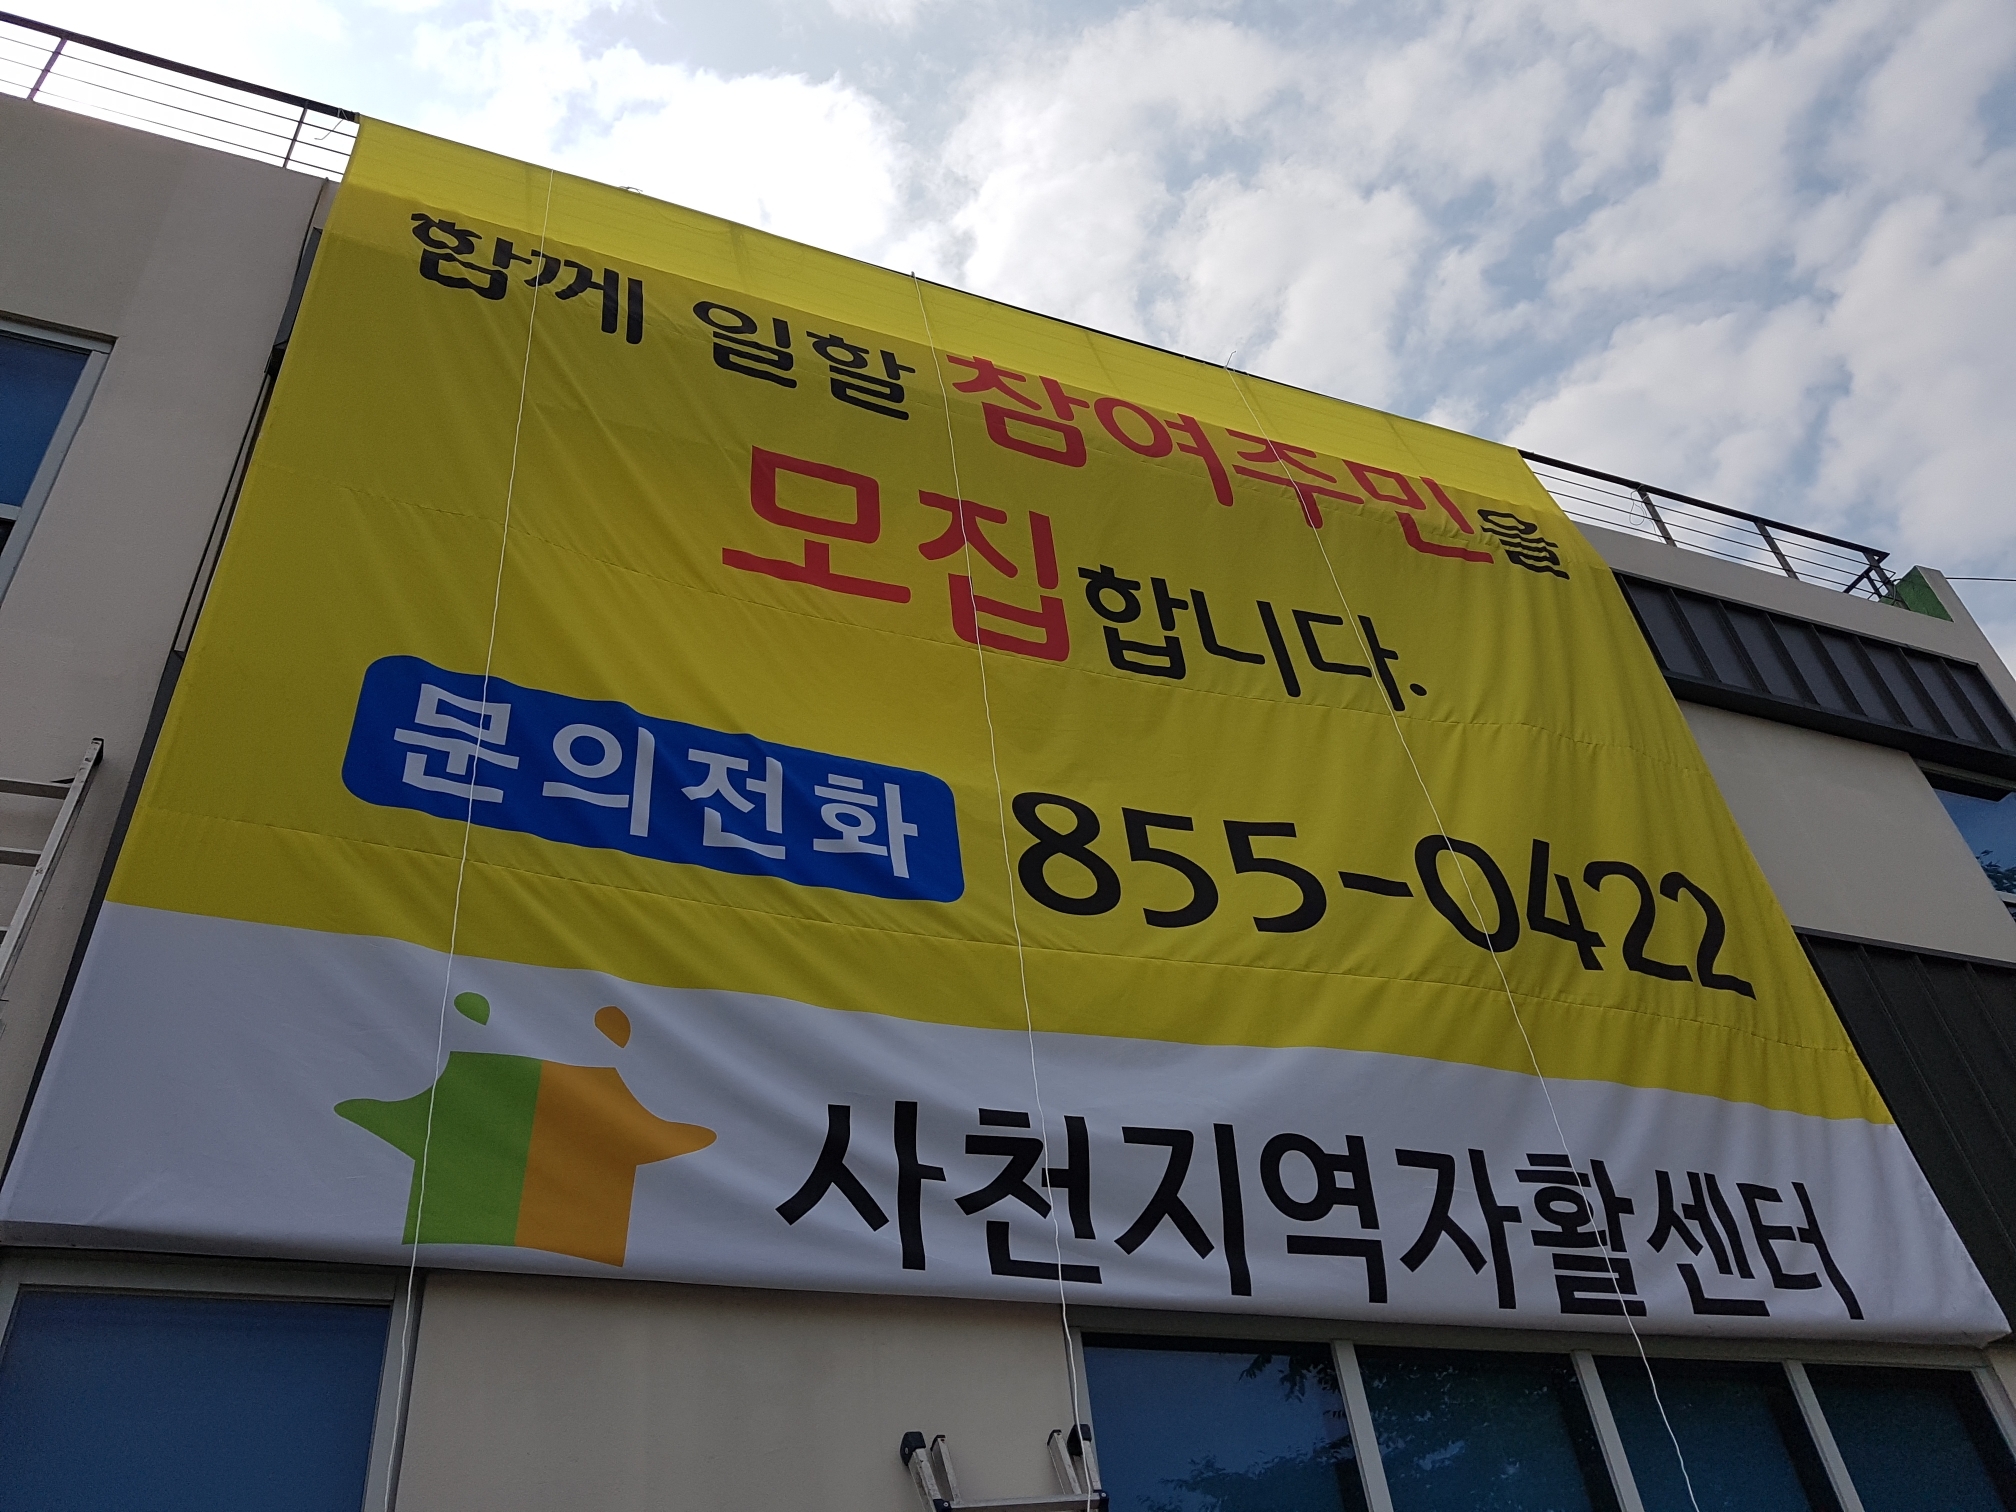 함께 일할 참여주민을
모집합니다.
문의전화 855-0422
사천지역자활센터